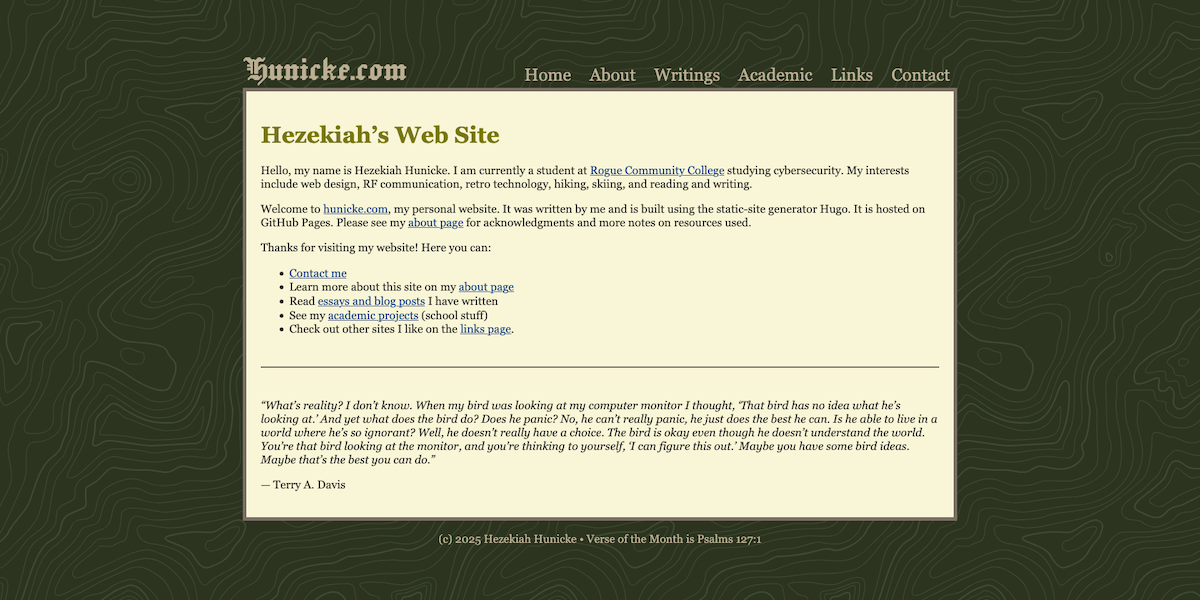 Hunicke.com
Home About Writings Academic Links Contact
Hezekiah’s Web Site
Hello, my name is Hezekiah Hunicke. I am currently a student at Rogue Community College studying cybersecurity. My interests
include web design, RF communication, retro technology, hiking, skiing, and reading and writing.
Welcome to hunicke.com, my personal website. It was written by me and is built using the static-site generator Hugo. It is hosted on
GitHub Pages. Please see my about page for acknowledgments and more notes on resources used.
Thanks for visiting my website! Here you can:
• Contact me
• Learn more about this site on my about page
• Read essays and blog posts I have written
• See my academic projects (school stuff)
• Check out other sites I like on the links page.
“What’s reality? I don’t know. When my bird was looking at my computer monitor I thought, ‘That bird has no idea what he’s
looking at.’ And yet what does the bird do? Does he panic? No, he can’t really panic, he just does the best he can. Is he able to live in a
world where he’s so ignorant? Well, he doesn’t really have a choice. The bird is okay even though he doesn’t understand the world.
You’re that bird looking at the monitor, and you’re thinking to yourself, ‘I can figure this out.’ Maybe you have some bird ideas.
Maybe that’s the best you can do.”
— Terry A. Davis
(c) 2025 Hezekiah Hunicke • Verse of the Month is Psalms 127:1